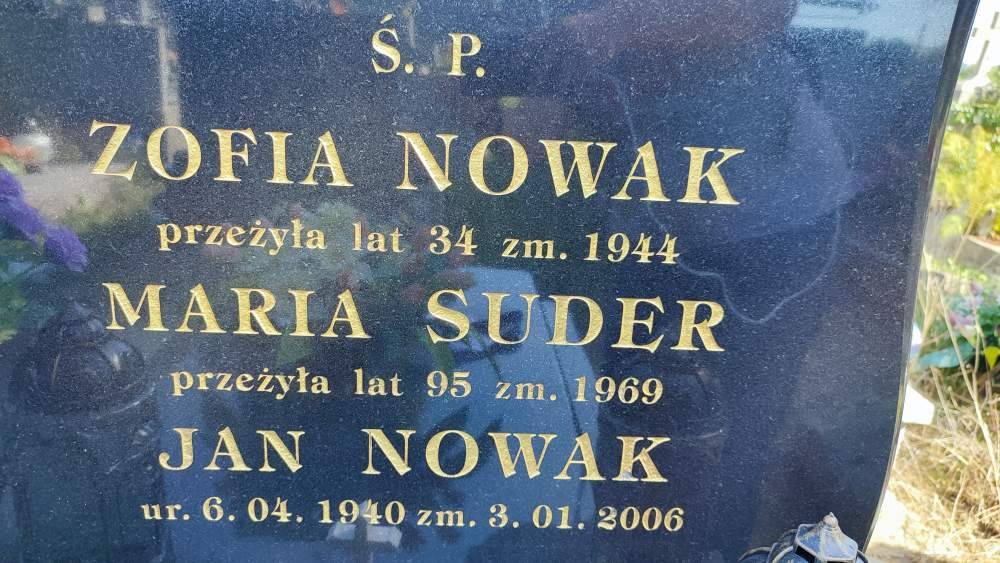 Ś. P.
ZOFIA NOWAK
przeżyła lat 34 zm. 1944
MARIA SUDER
przeżyła lat 95 zm. 1969
JAN NOWAK
ur. 6. 04. 1940 zm. 3. 01. 2006